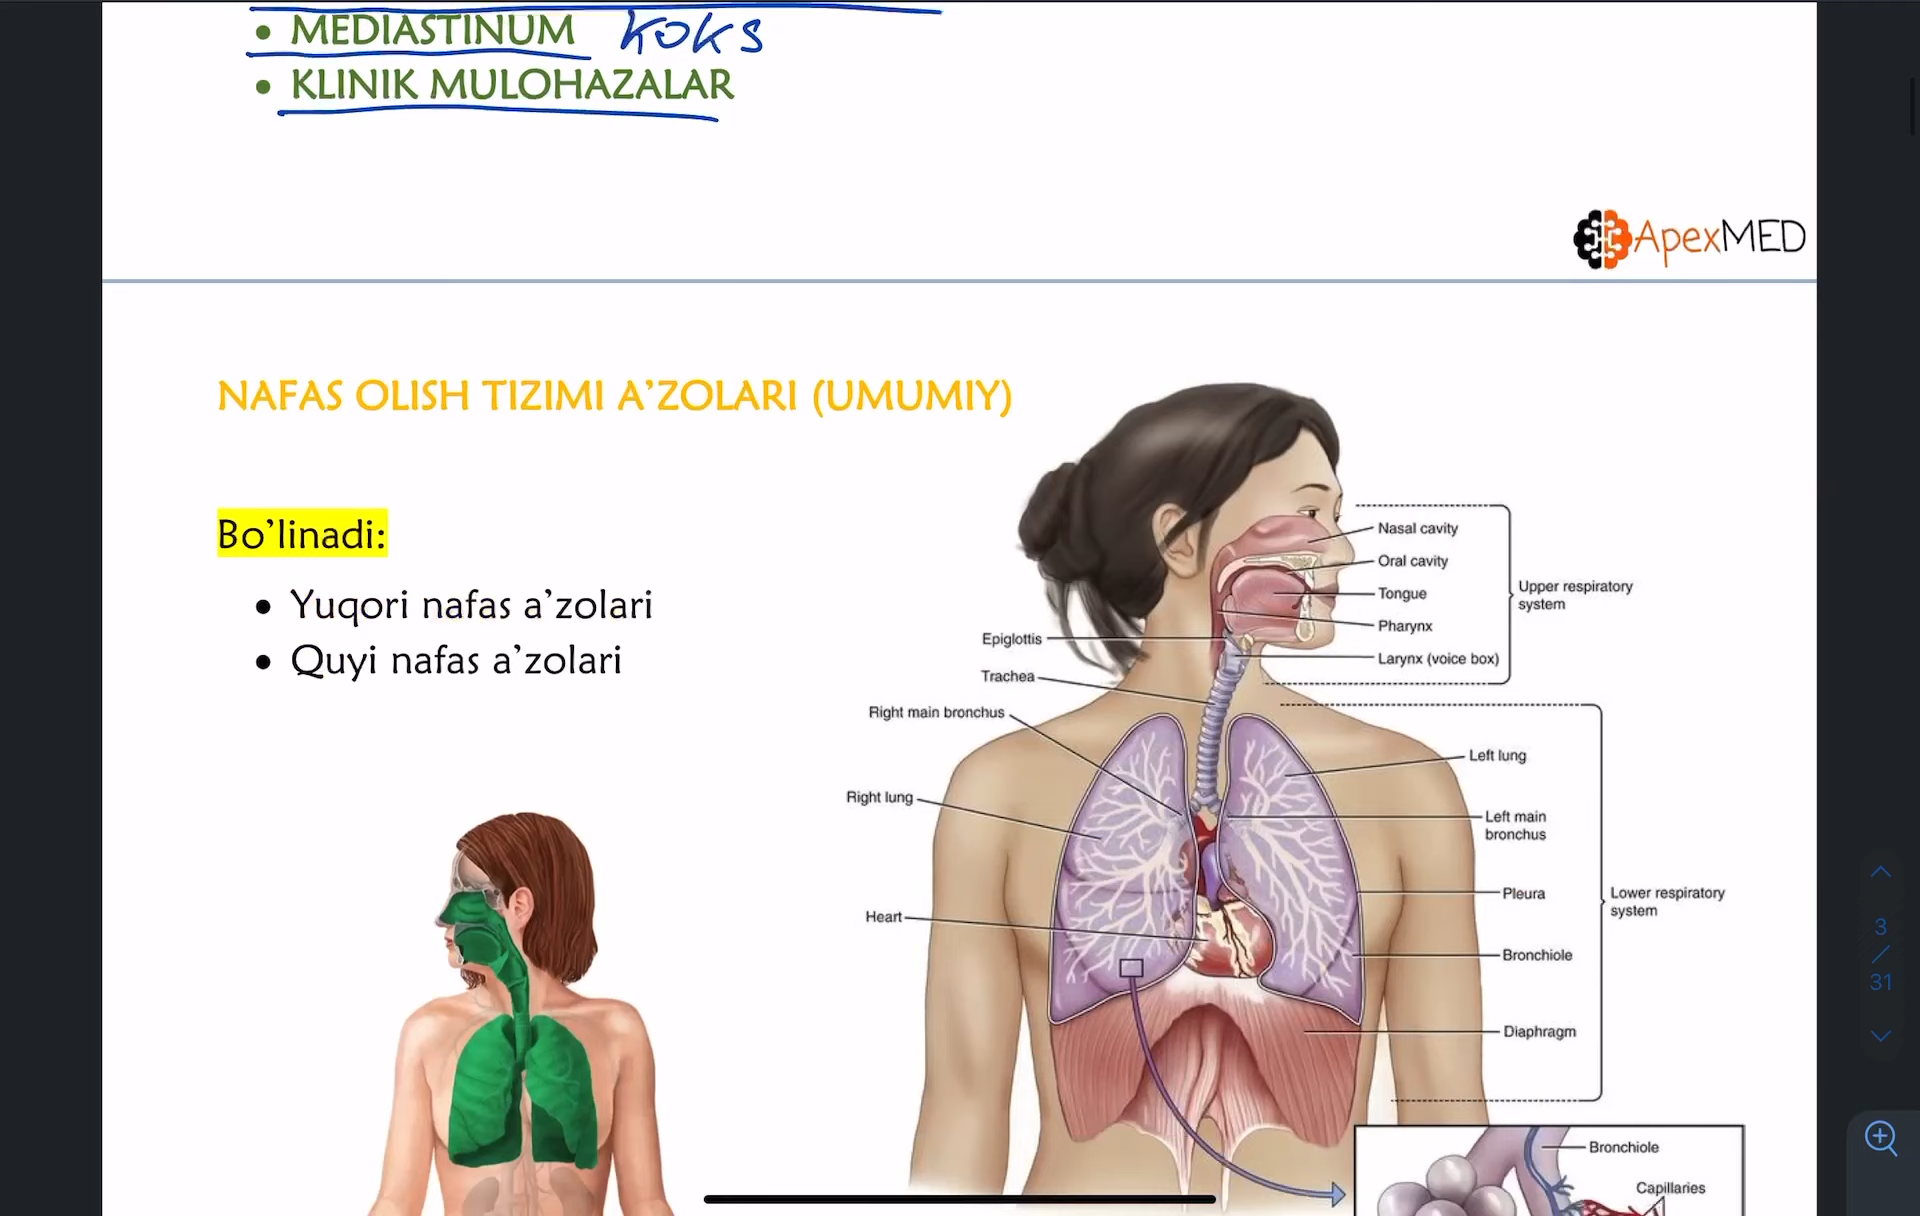 • MEDIASTINUM koks
• KLINIK MULOHAZALAR
ApexMED
NAFAS OLISH TIZIMI A’ZOLARI (UMUMIY)
Bo’linadi:
• Yuqori nafas a’zolari
• Quyi nafas a’zolari
Nasal cavity
Oral cavity
Tongue
Pharynx
Larynx (voice box)
Upper respiratory
system
Epiglottis
Trachea
Right main bronchus
Right lung
Heart
Left lung
Left main
bronchus
Pleura
Bronchiole
Diaphragm
Lower respiratory
system
Bronchiole
Capillaries
3
/
31